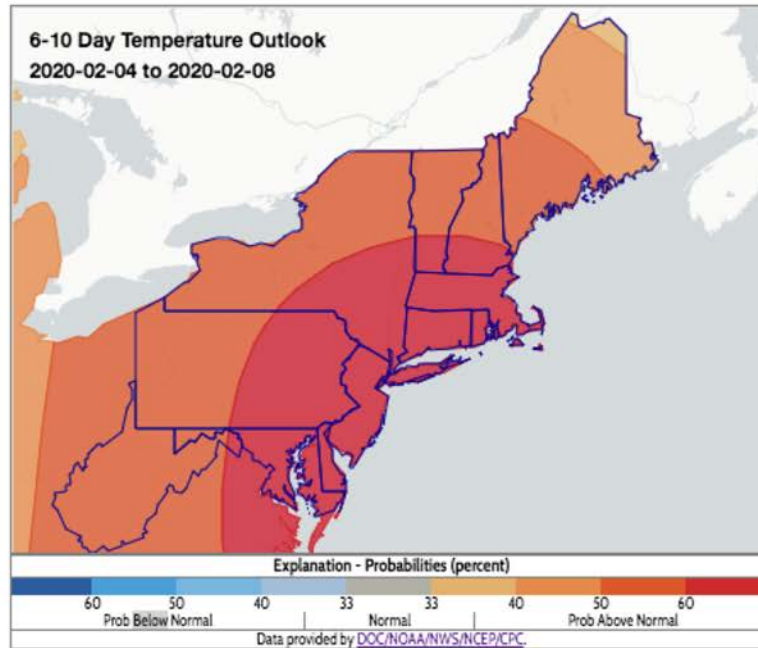 6-10 Day Temperature Outlook
2020-02-04 to 2020-02-08
Explanation - Probabilities (percent)
60 50 40 33 33 40 50 60
Prob Below Normal | Normal | Prob Above Normal
Data provided by DOC/NOAA/NWS/NCEP/CPC.